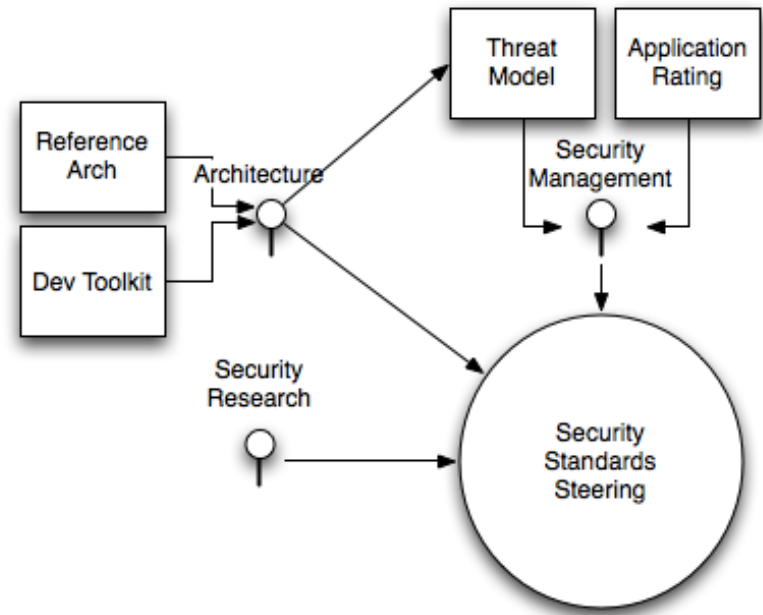 Threat
Model
Application
Rating
Reference
Arch
Architecture
Security
Management
Dev Toolkit
Security
Research
Security
Standards
Steering